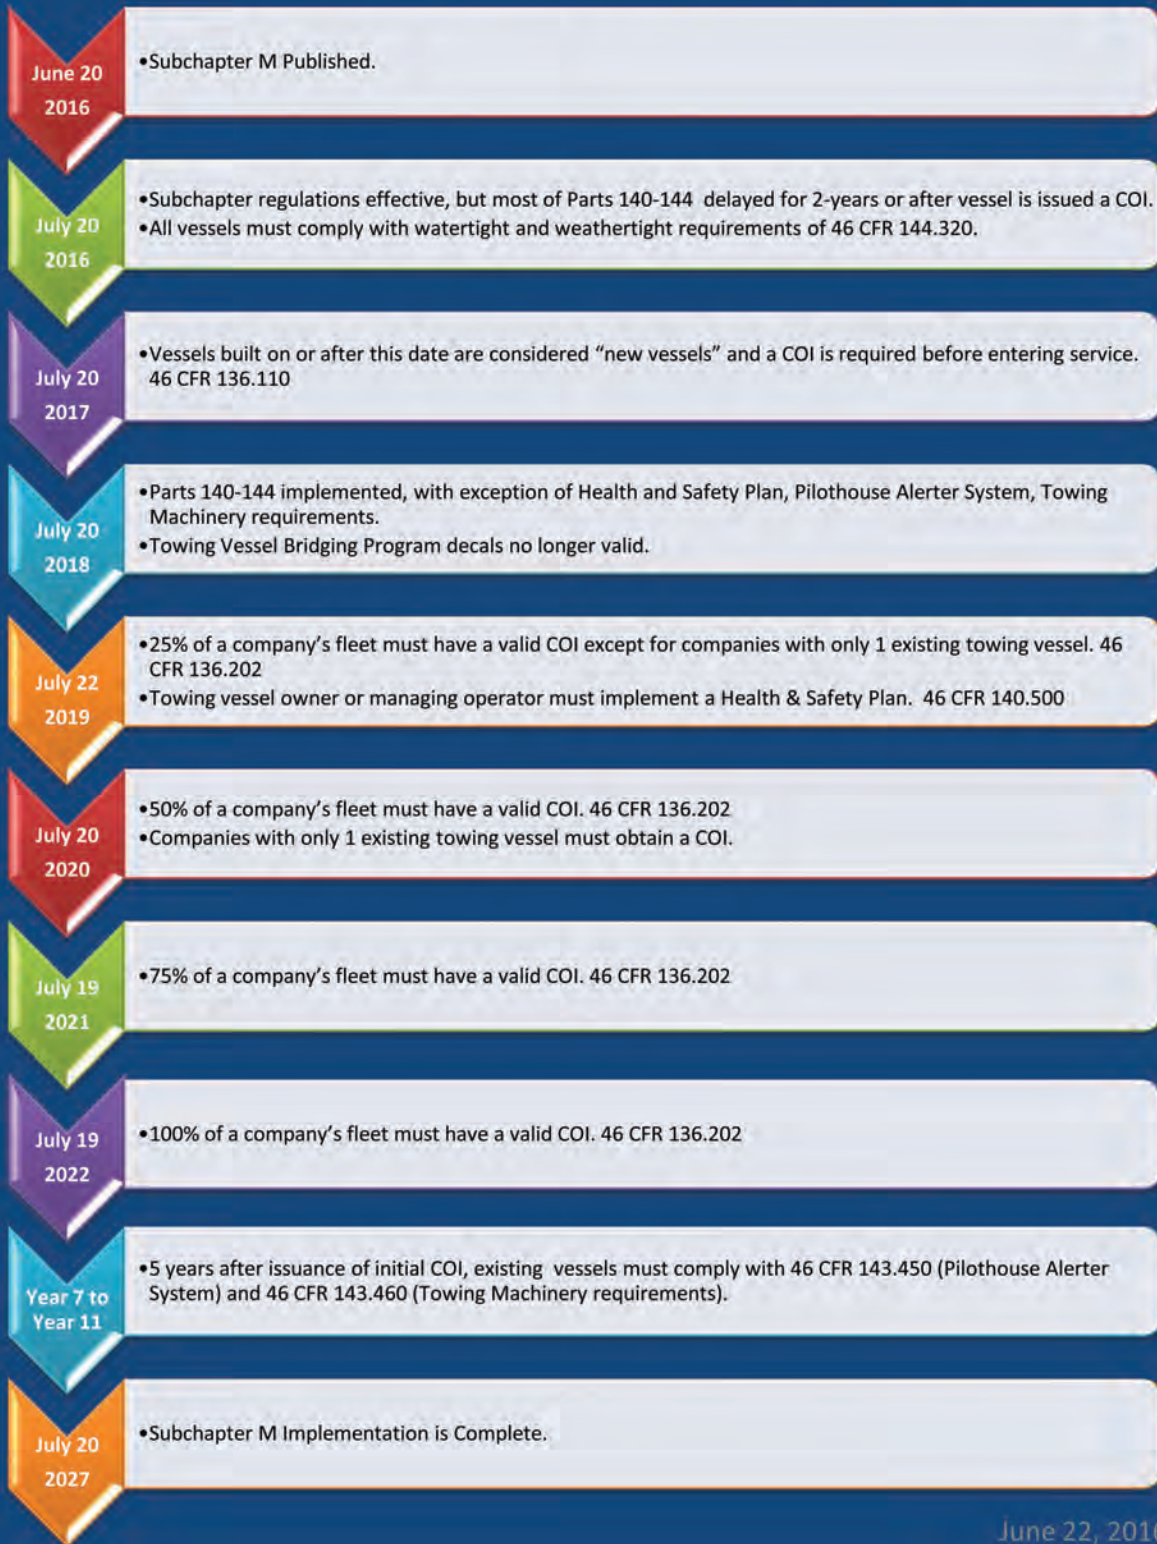 June 20
2016
•Subchapter M Published.
July 20
2016
•Subchapter regulations effective, but most of Parts 140-144 delayed for 2-years or after vessel is issued a COI.
•All vessels must comply with watertight and weathertight requirements of 46 CFR 144.320.
July 20
2017
•Vessels built on or after this date are considered “new vessels” and a COI is required before entering service.
46 CFR 136.110
July 20
2018
•Parts 140-144 implemented, with exception of Health and Safety Plan, Pilothouse Alerter System, Towing
Machinery requirements.
•Towing Vessel Bridging Program decals no longer valid.
July 22
2019
•25% of a company’s fleet must have a valid COI except for companies with only 1 existing towing vessel. 46
CFR 136.202
•Towing vessel owner or managing operator must implement a Health & Safety Plan. 46 CFR 140.500
July 20
2020
•50% of a company’s fleet must have a valid COI. 46 CFR 136.202
•Companies with only 1 existing towing vessel must obtain a COI.
July 19
2021
•75% of a company’s fleet must have a valid COI. 46 CFR 136.202
July 19
2022
•100% of a company’s fleet must have a valid COI. 46 CFR 136.202
Year 7 to
Year 11
•5 years after issuance of initial COI, existing vessels must comply with 46 CFR 143.450 (Pilothouse Alerter
System) and 46 CFR 143.460 (Towing Machinery requirements).
July 20
2027
•Subchapter M Implementation is Complete.
June 22, 2016